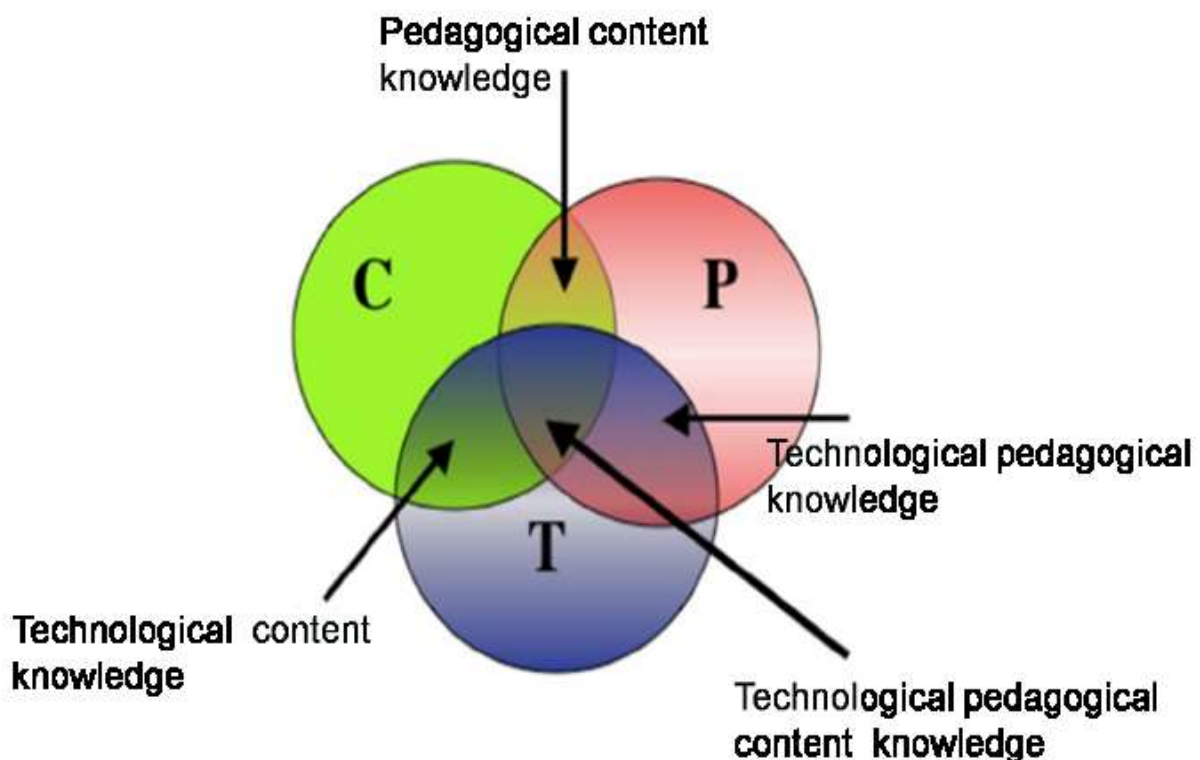 Pedagogical content
knowledge
C
P
Technological pedagogical
knowledge
T
Technological content
knowledge
Technological pedagogical
content knowledge